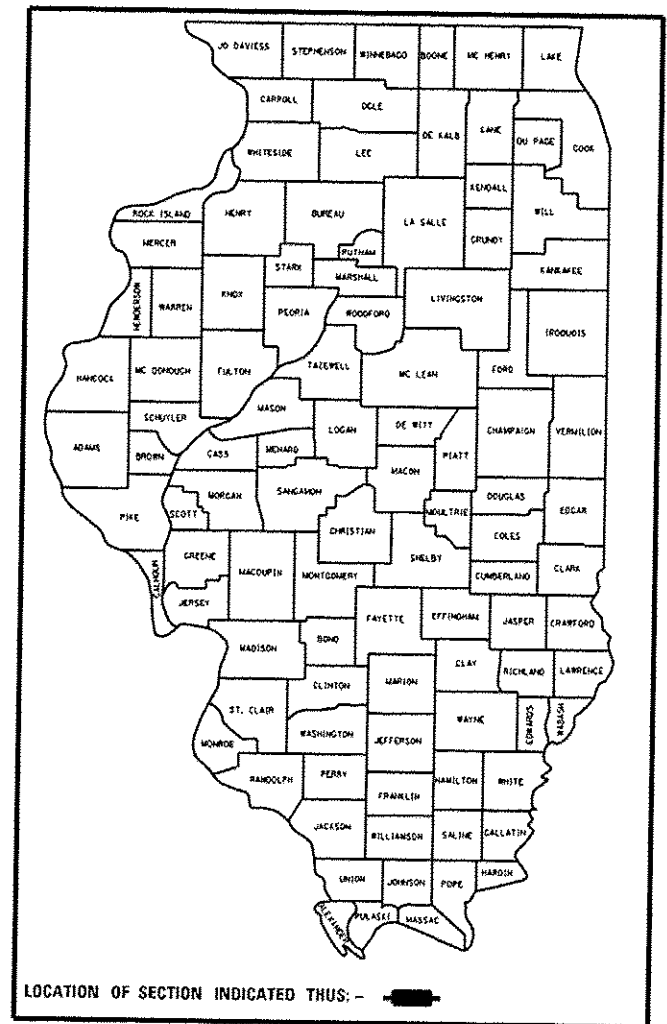 JO DAVIESS STEPHENSON WINNEBAGO BOONE MC HENRY LAKE
CARROLL OGLE
DE KALB KANE DU PAGE COOK
WHITESIDE LEE
KENDALL
ROCK ISLAND HENRY BUREAU LA SALLE WILL
MERCER PUTNAM GRUNDY
STARK MARSHALL KANKAKEE
HENDERSON WARREN KNOX PEORIA WOODFORD LIVINGSTON
IROQUOIS
HANCOCK MC DONOUGH FULTON TAZEWELL MC LEAN FORD
MASON
SCHUYLER LOGAN DE WITT CHAMPAIGN VERMILION
ADAMS BROWN CASS MENARD PIATT
MACON
PIKE SCOTT MORGAN SANGAMON MOULTRIE DOUGLAS EDGAR
CHRISTIAN
COLES
GREENE SHELBY
CALHOUN MACOUPIN MONTGOMERY CUMBERLAND CLARK
JERSEY
FAYETTE EFFINGHAM JASPER CRAWFORD
MADISON BOND
CLAY RICHLAND LAWRENCE
CLINTON MARION
ST. CLAIR WAYNE EDWARDS WABASH
MONROE WASHINGTON JEFFERSON
RANDOLPH PERRY HAMILTON WHITE
FRANKLIN
JACKSON WILLIAMSON SALINE GALLATIN
UNION JOHNSON POPE HARDIN
ALEXANDER PULASKI MASSAC
LOCATION OF SECTION INDICATED THUS: -